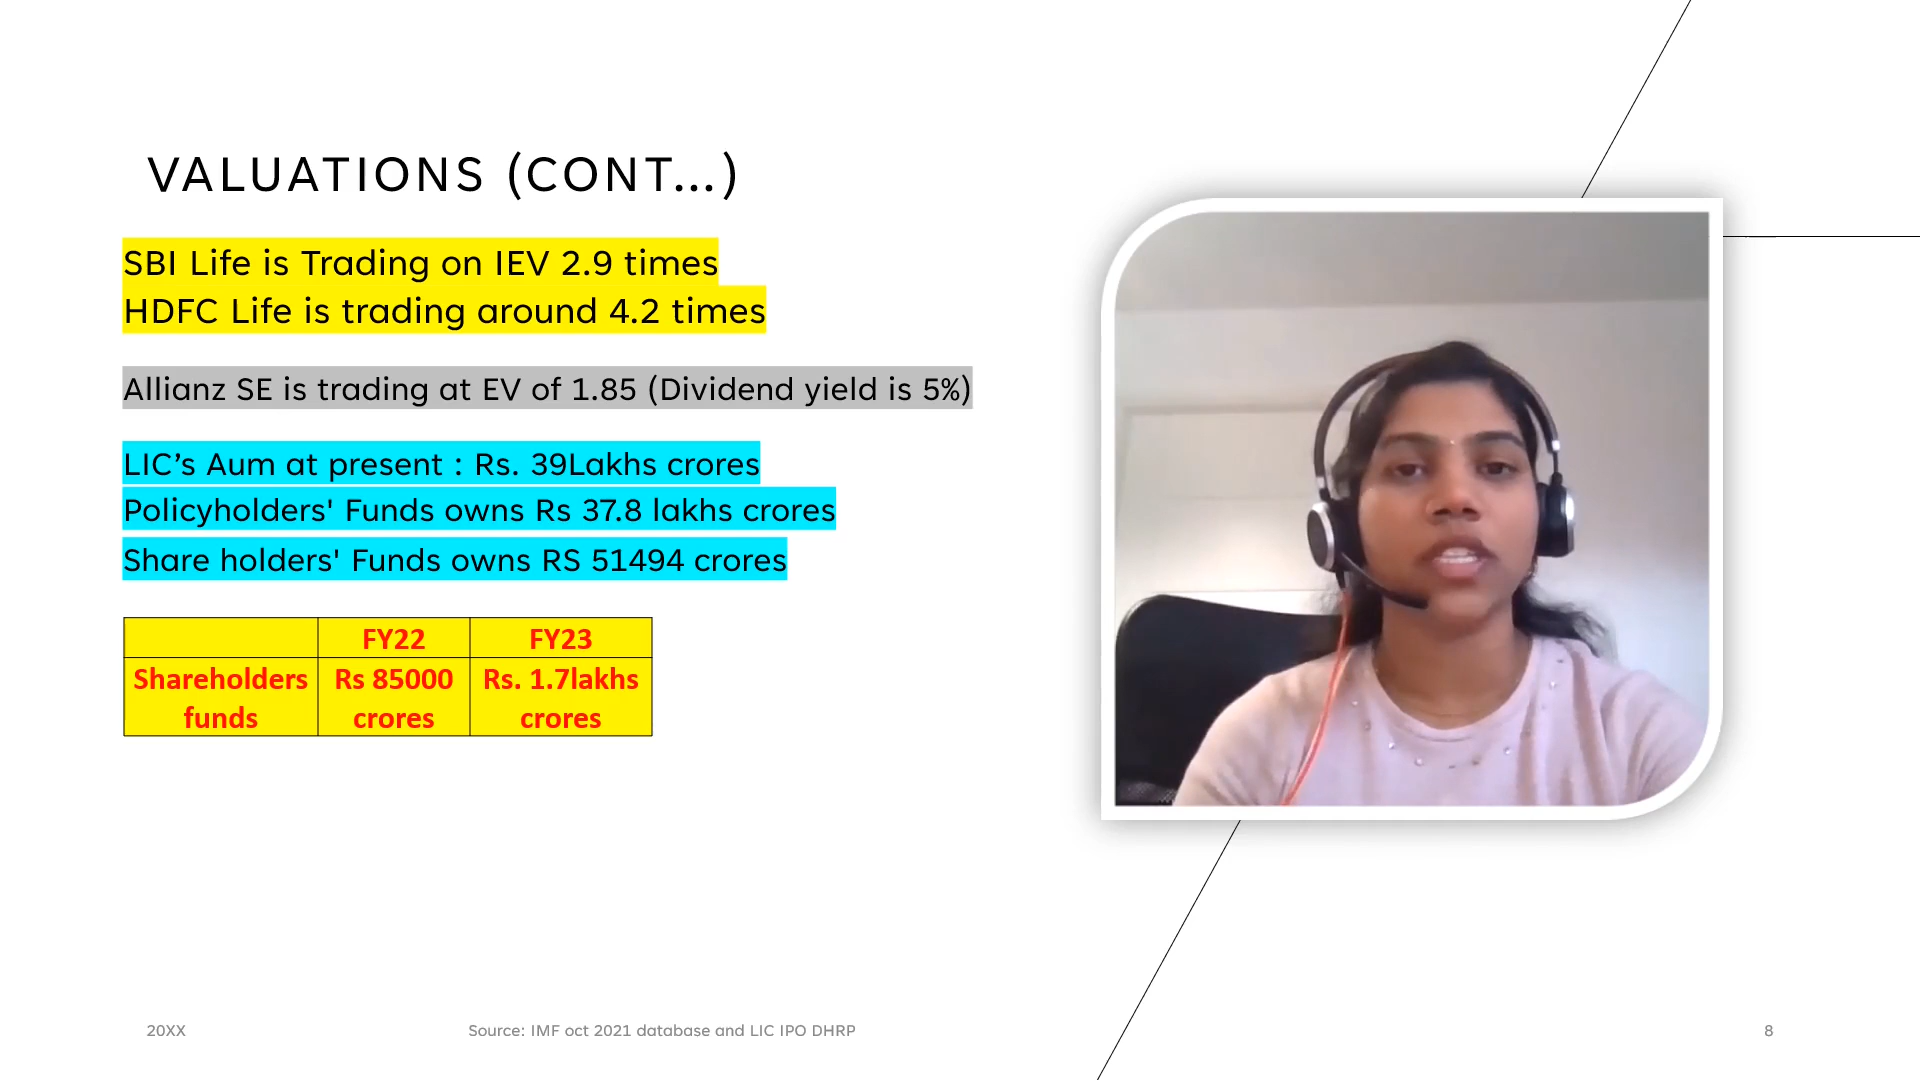 VALUATIONS (CONT...)
SBI Life is Trading on IEV 2.9 times
HDFC Life is trading around 4.2 times
Allianz SE is trading at EV of 1.85 (Dividend yield is 5%)
LIC’s Aum at present : Rs. 39Lakhs crores
Policyholders' Funds owns Rs 37.8 lakhs crores
Share holders' Funds owns RS 51494 crores
FY22 FY23
Shareholders funds Rs 85000 crores Rs. 1.7lakhs crores
20XX Source: IMF oct 2021 database and LIC IPO DHRP 8